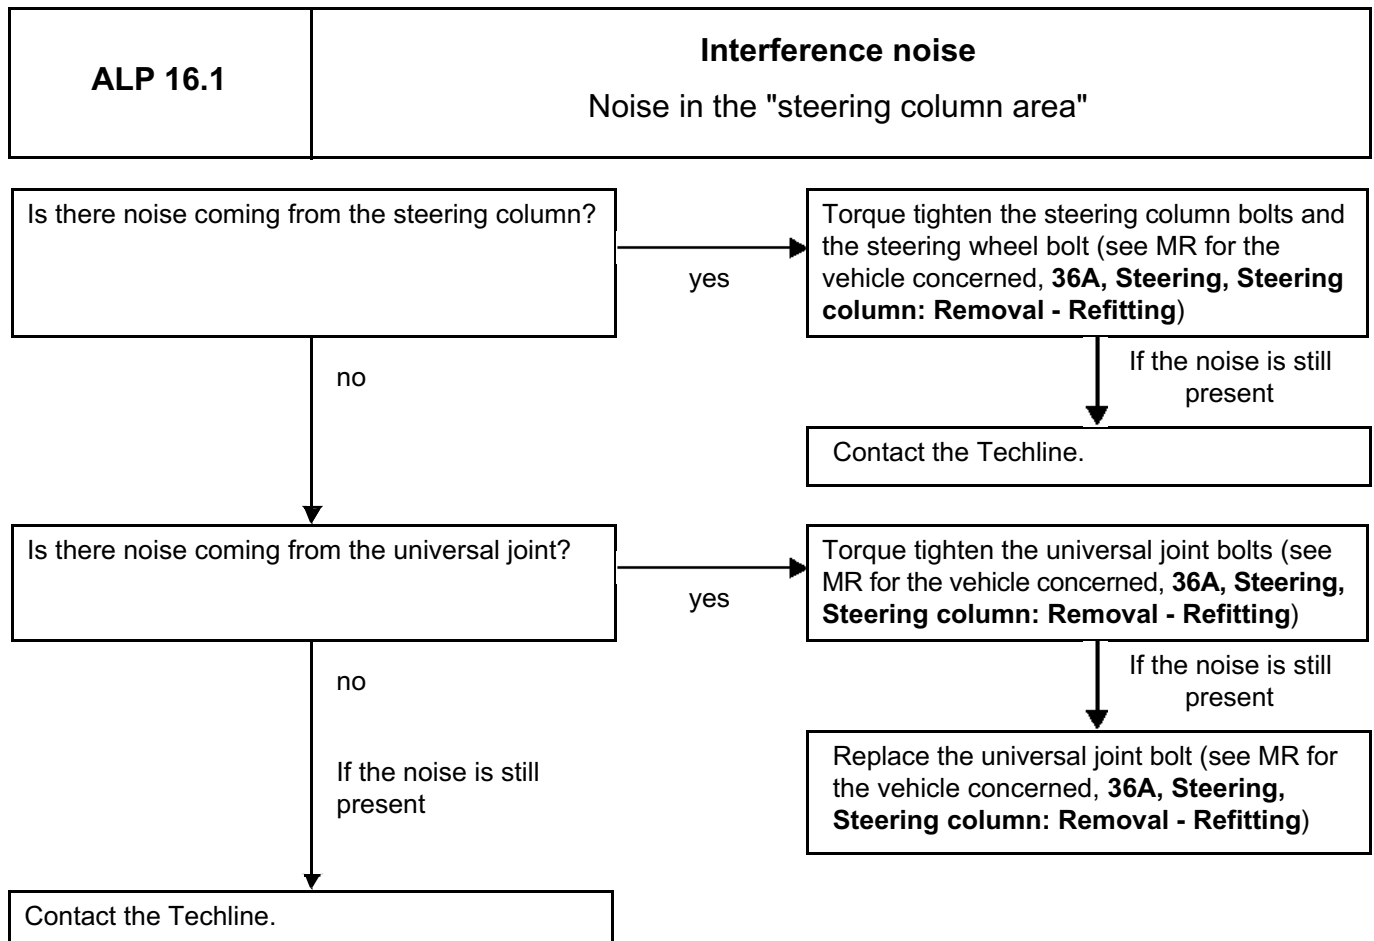 ALP 16.1
Interference noise
Noise in the "steering column area"
Is there noise coming from the steering column?
yes
Torque tighten the steering column bolts and
the steering wheel bolt (see MR for the
vehicle concerned, 36A, Steering, Steering
column: Removal - Refitting)
no
If the noise is still
present
Contact the Techline.
Is there noise coming from the universal joint?
yes
Torque tighten the universal joint bolts (see
MR for the vehicle concerned, 36A, Steering,
Steering column: Removal - Refitting)
no
If the noise is still
present
If the noise is still
present
Replace the universal joint bolt (see MR for
the vehicle concerned, 36A, Steering,
Steering column: Removal - Refitting)
Contact the Techline.